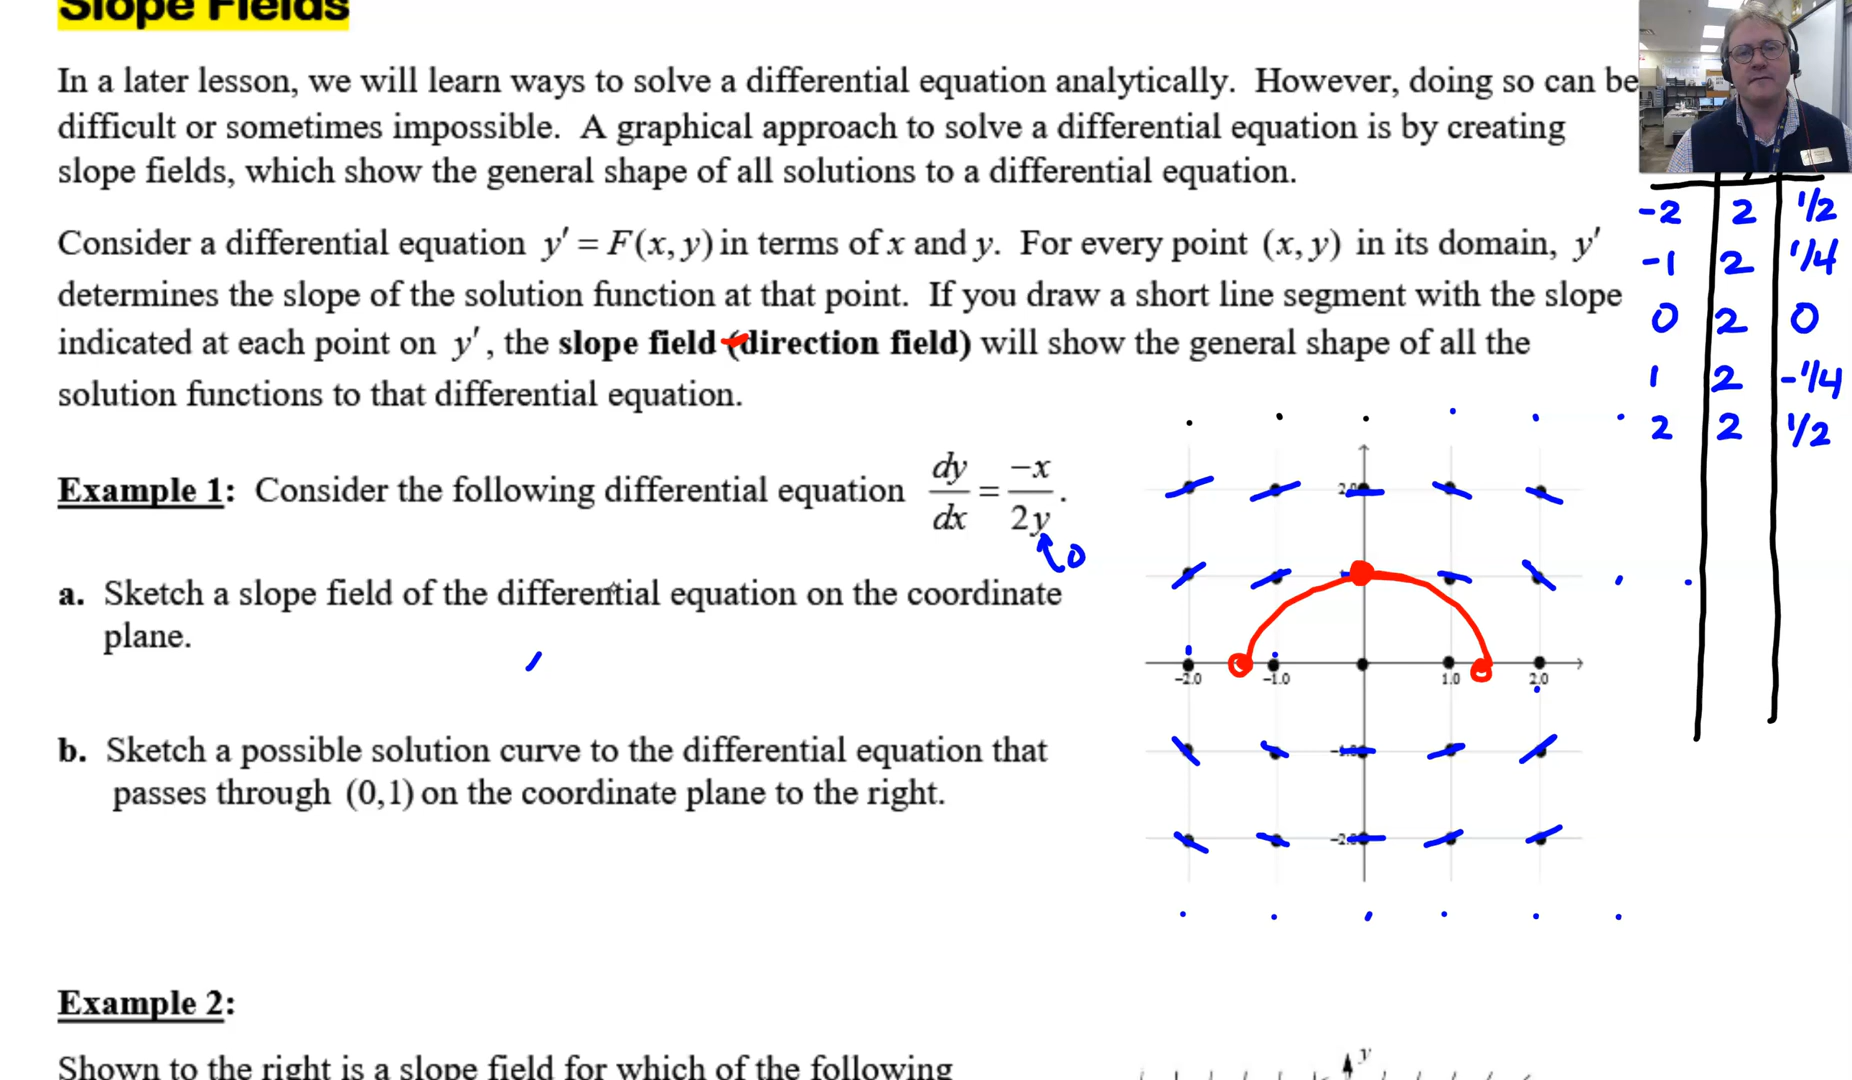 Slope Fields
In a later lesson, we will learn ways to solve a differential equation analytically. However, doing so can be
difficult or sometimes impossible. A graphical approach to solve a differential equation is by creating
slope fields, which show the general shape of all solutions to a differential equation.
Consider a differential equation y′ = F(x, y) in terms of x and y. For every point (x, y) in its domain, y′
determines the slope of the solution function at that point. If you draw a short line segment with the slope
indicated at each point on y′, the slope field (direction field) will show the general shape of all the
solution functions to that differential equation.
-2 2 1/2
-1 2 1/4
0 2 0
1 2 -1/4
2 2 1/2
Example 1: Consider the following differential equation dy/dx = -x/2y.
0
a. Sketch a slope field of the differential equation on the coordinate
plane.
b. Sketch a possible solution curve to the differential equation that
passes through (0,1) on the coordinate plane to the right.
-2.0 -1.0 1.0 2.0
Example 2:
Shown to the right is a slope field for which of the following
y